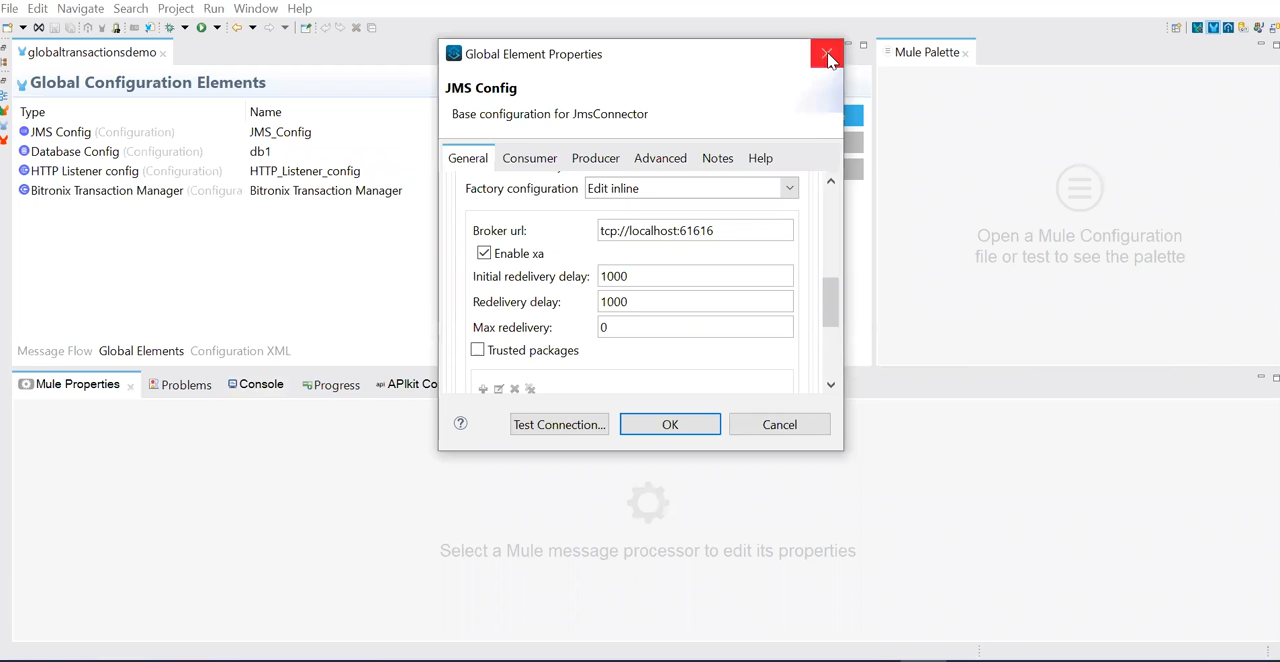 File Edit Navigate Search Project Run Window Help
globaltransactionsdemo
Global Configuration Elements
Type Name
JMS Config (Configuration) JMS_Config
Database Config (Configuration) db1
HTTP Listener config (Configuration) HTTP_Listener_config
Bitronix Transaction Manager (Configura Bitronix Transaction Manager
Message Flow Global Elements Configuration XML
Global Element Properties
JMS Config
Base configuration for JmsConnector
General Consumer Producer Advanced Notes Help
Factory configuration Edit inline
Broker url: tcp://localhost:61616
Enable xa
Initial redelivery delay: 1000
Redelivery delay: 1000
Max redelivery: 0
Trusted packages
? Test Connection... OK Cancel
Mule Palette
Open a Mule Configuration
file or test to see the palette
Mule Properties Problems Console Progress api APIkit Co
Select a Mule message processor to edit its properties